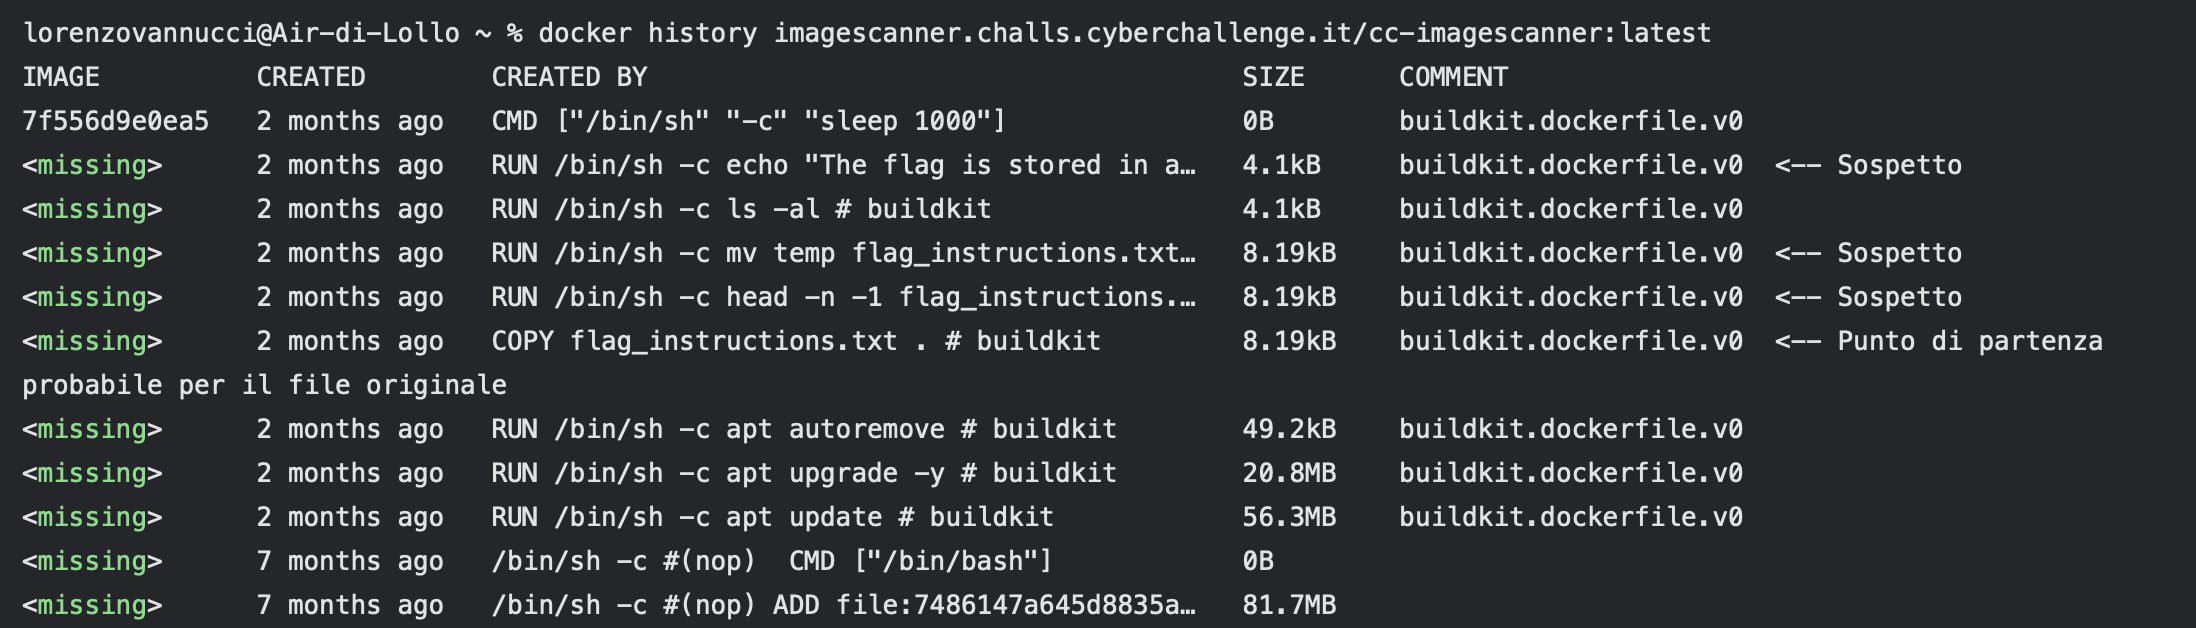 lorenzovannucci@Air-di-Lollo ~ % docker history imagescanner.challs.cyberchallenge.it/cc-imagescanner:latest
IMAGE CREATED CREATED BY SIZE COMMENT
7f556d9e0ea5 2 months ago CMD ["/bin/sh" "-c" "sleep 1000"] 0B buildkit.dockerfile.v0
<missing> 2 months ago RUN /bin/sh -c echo "The flag is stored in a… 4.1kB buildkit.dockerfile.v0 <-- Sospetto
<missing> 2 months ago RUN /bin/sh -c ls -al # buildkit 4.1kB buildkit.dockerfile.v0
<missing> 2 months ago RUN /bin/sh -c mv temp flag_instructions.txt… 8.19kB buildkit.dockerfile.v0 <-- Sospetto
<missing> 2 months ago RUN /bin/sh -c head -n -1 flag_instructions.… 8.19kB buildkit.dockerfile.v0 <-- Sospetto
<missing> 2 months ago COPY flag_instructions.txt . # buildkit 8.19kB buildkit.dockerfile.v0 <-- Punto di partenza
probabile per il file originale
<missing> 2 months ago RUN /bin/sh -c apt autoremove # buildkit 49.2kB buildkit.dockerfile.v0
<missing> 2 months ago RUN /bin/sh -c apt upgrade -y # buildkit 20.8MB buildkit.dockerfile.v0
<missing> 2 months ago RUN /bin/sh -c apt update # buildkit 56.3MB buildkit.dockerfile.v0
<missing> 7 months ago /bin/sh -c #(nop)  CMD ["/bin/bash"] 0B
<missing> 7 months ago /bin/sh -c #(nop) ADD file:7486147a645d8835a… 81.7MB